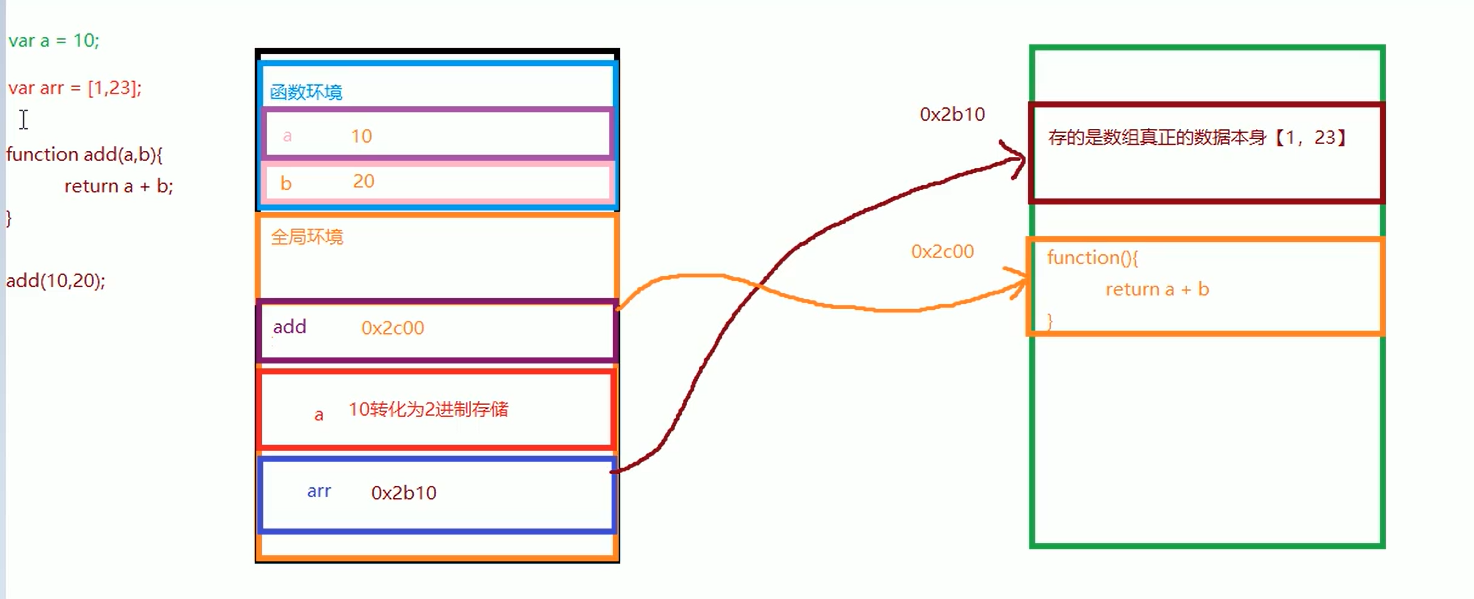 var a = 10;
var arr = [1,23];
function add(a,b){
return a + b;
}
add(10,20);
函数环境
a 10
b 20
全局环境
add 0x2c00
a 10转化为2进制存储
arr 0x2b10
0x2b10
存的是数组真正的数据本身【1，23】
0x2c00
function(){
return a + b
}